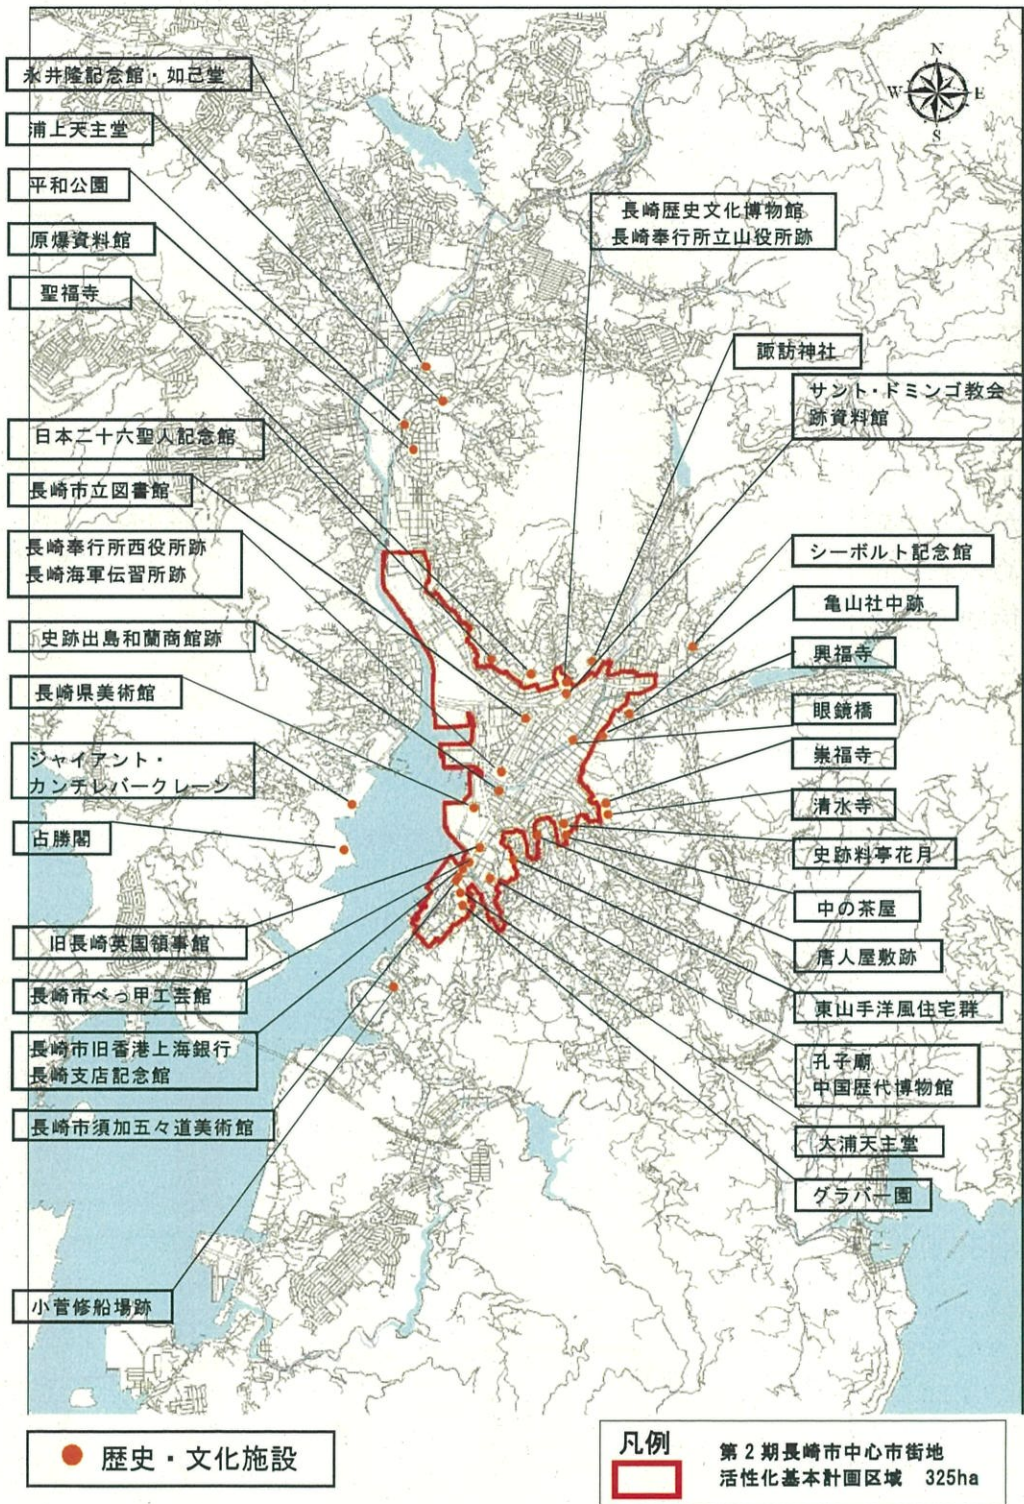 永井隆記念館・如己堂
浦上天主堂
平和公園
原爆資料館
聖福寺
日本二十六聖人記念館
長崎市立図書館
長崎奉行所西役所跡
長崎海軍伝習所跡
史跡出島和蘭商館跡
長崎県美術館
ジャイアント・
カンチレバークレーン
占勝閣
旧長崎英国領事館
長崎市べっ甲工芸館
長崎市旧香港上海銀行
長崎支店記念館
長崎市須加五々道美術館
小菅修船場跡
N
W
E
S
長崎歴史文化博物館
長崎奉行所立山役所跡
諏訪神社
サント・ドミンゴ教会
跡資料館
シーボルト記念館
亀山社中跡
興福寺
眼鏡橋
崇福寺
清水寺
史跡料亭花月
中の茶屋
唐人屋敷跡
東山手洋風住宅群
孔子廟
中国歴代博物館
大浦天主堂
グラバー園
歴史・文化施設
凡例
第2期長崎市中心市街地
活性化基本計画区域 325ha